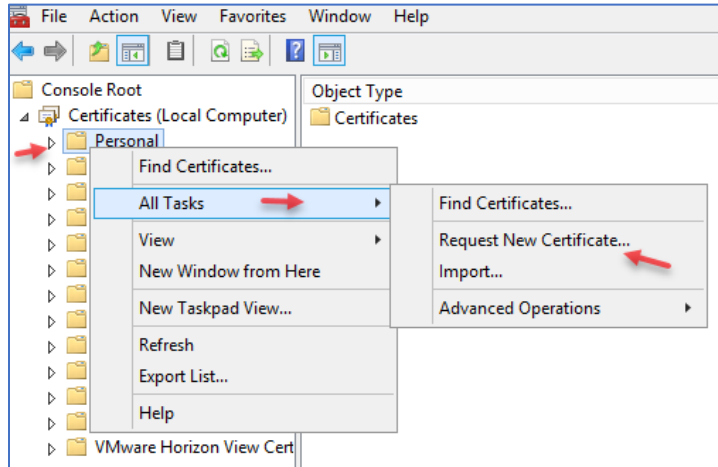 File Action View Favorites Window Help
Console Root
Object Type
Certificates (Local Computer)
Certificates
Personal
Find Certificates...
All Tasks
View
New Window from Here
New Taskpad View...
Refresh
Export List...
Help
Find Certificates...
Request New Certificate...
Import...
Advanced Operations
VMware Horizon View Cert